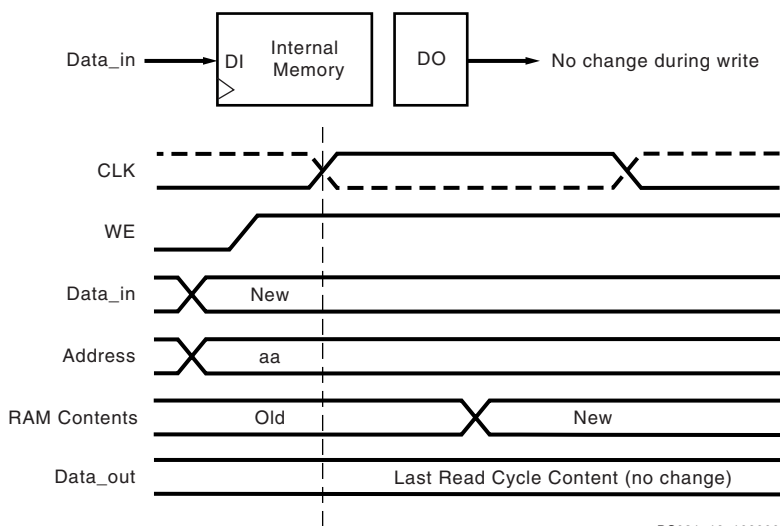 Data_in
DI
Internal
Memory
DO
No change during write
CLK
WE
Data_in
New
Address
aa
RAM Contents
Old
New
Data_out
Last Read Cycle Content (no change)